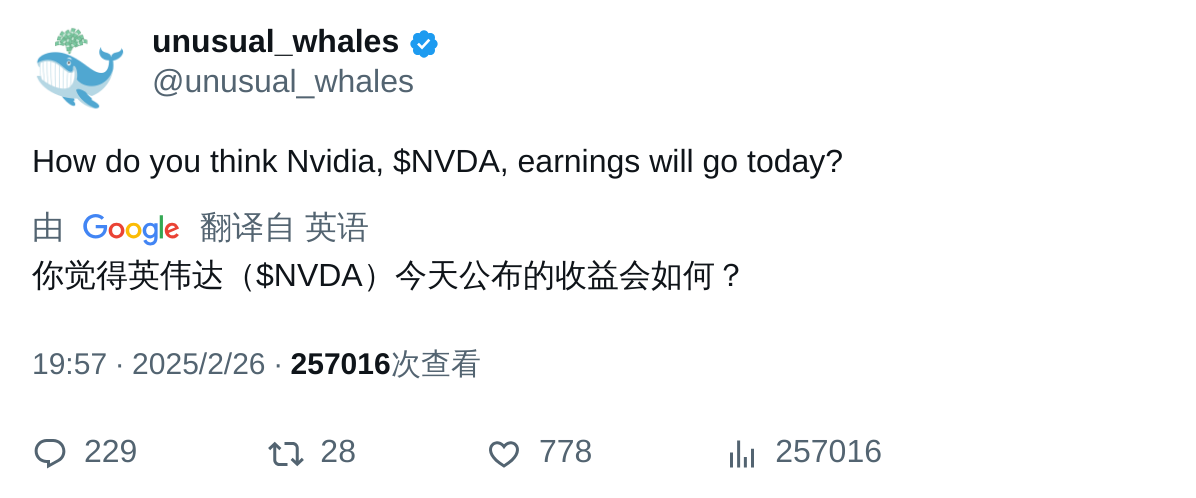 unusual_whales
@unusual_whales
How do you think Nvidia, $NVDA, earnings will go today?
由 Google 翻译自 英语
你觉得英伟达（$NVDA）今天公布的收益会如何？
19:57 · 2025/2/26 · 257016次查看
229 28 778 257016